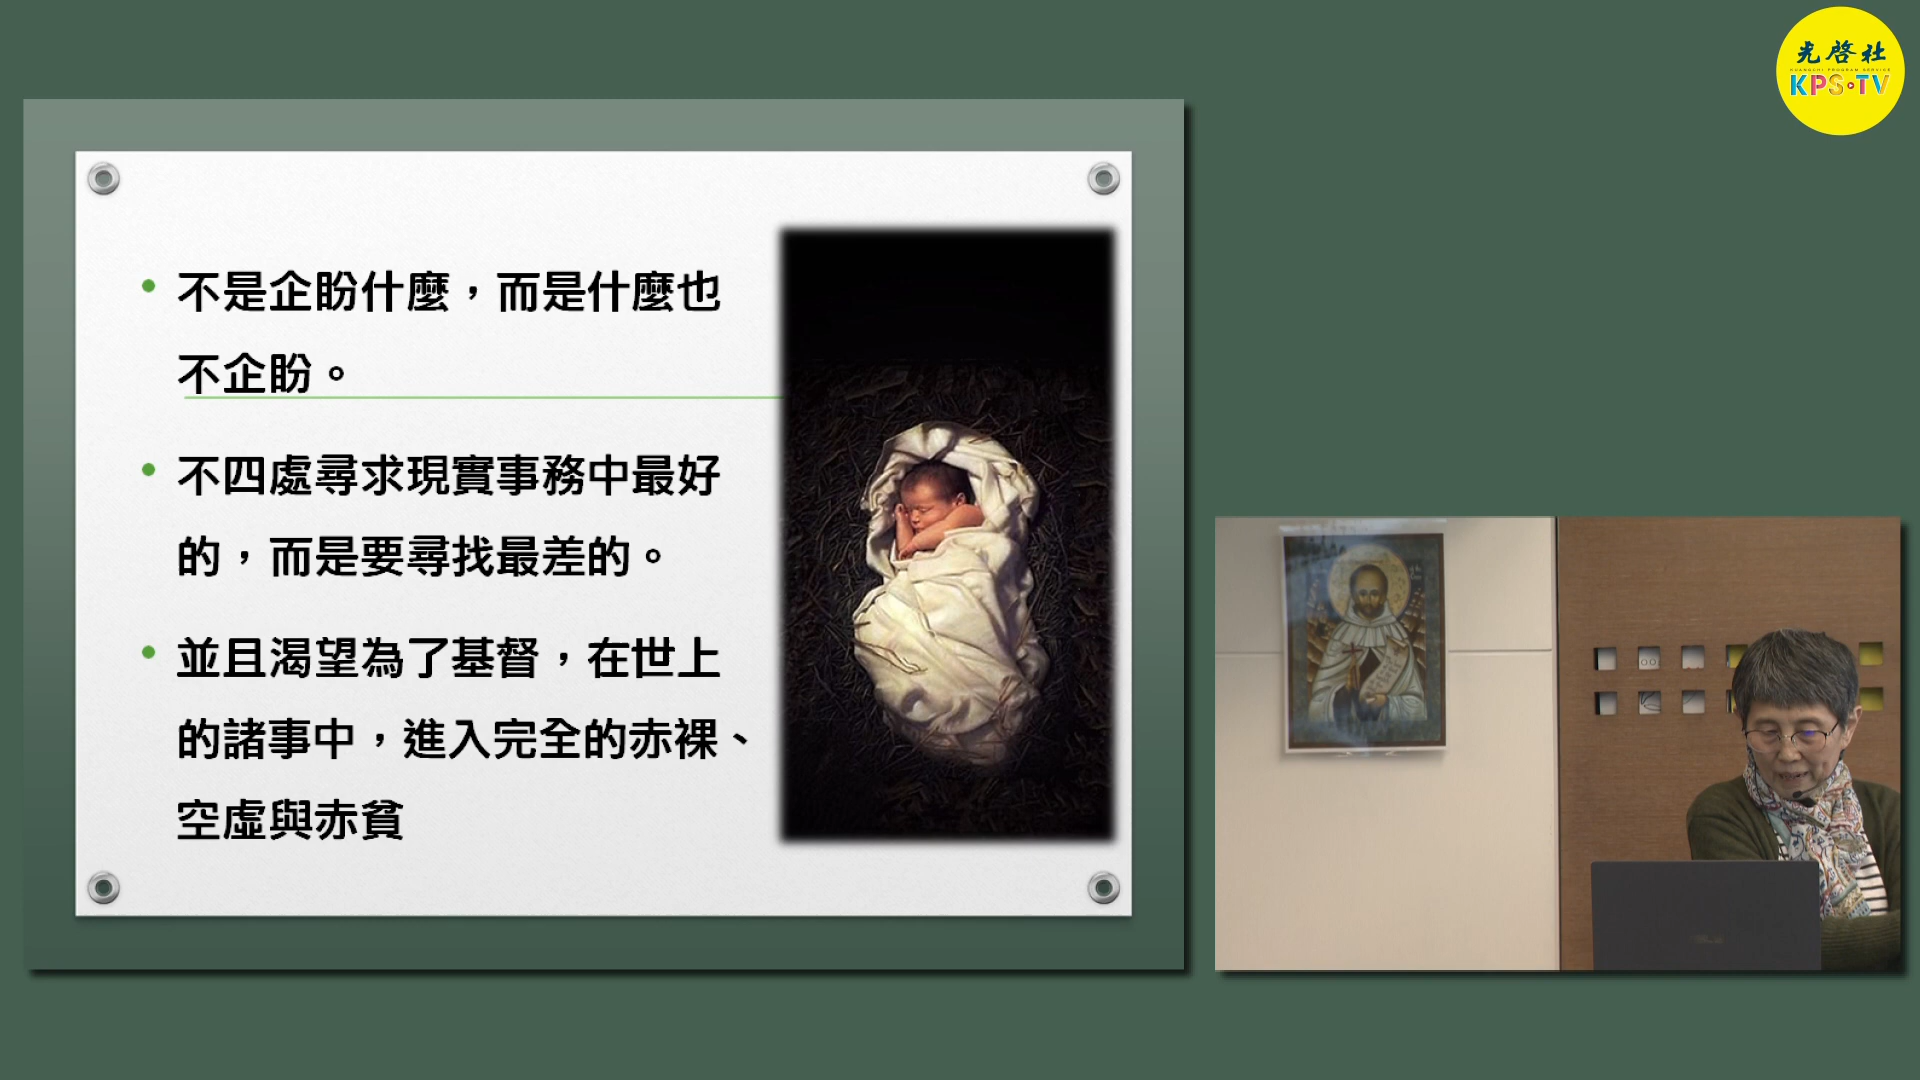 光啓社
KUANGCHI PROGRAM SERVICE
KPS TV
不是企盼什麼，而是什麼也
不企盼。
不四處尋求現實事務中最好
的，而是要尋找最差的。
並且渴望為了基督，在世上
的諸事中，進入完全的赤裸、
空虛與赤貧